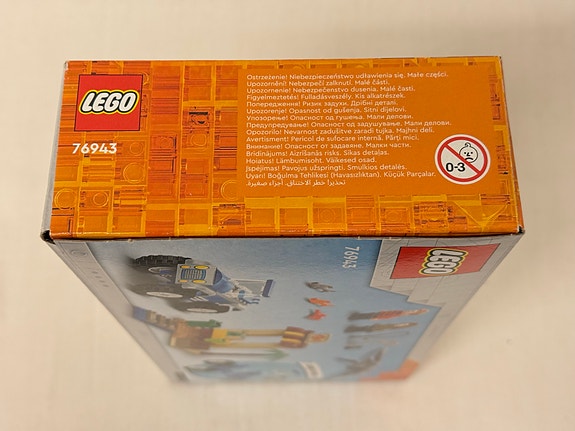 LEGO
76943
Ostrzeżenie! Niebezpieczeństwo udławienia się. Małe części.
Upozornění! Nebezpečí zalknutí. Malé části.
Upozornenie! Nebezpečenstvo dusenia. Malé časti.
Figyelmeztetés! Fulladásveszély. Kis alkatrészek.
Попередження! Ризик задухи. Дрібні деталі.
Upozorenje! Opasnost od gušenja. Sitni dijelovi.
Упозорење! Опасност од гушења. Мали делови.
Предупредување! Опасност од задушување. Мали делови.
Opozorilo! Nevarnost zadušitve zaradi tujka. Majhni deli.
Avertisment! Pericol de sufocare internă. Părți mici.
Внимание! Опасност от задавяне. Малки части.
Brīdinājums! Aizrīšanās risks. Sīkas detaļas.
Hoiatus! Lämbumisoht. Väikesed osad.
Įspėjimas! Pavojus užspringti. Smulkios detalės.
Uyarı! Boğulma Tehlikesi (Havasızlıktan). Küçük Parçalar.
تحذير! خطر الاختناق. أجزاء صغيرة.
0-3
LEGO
76943